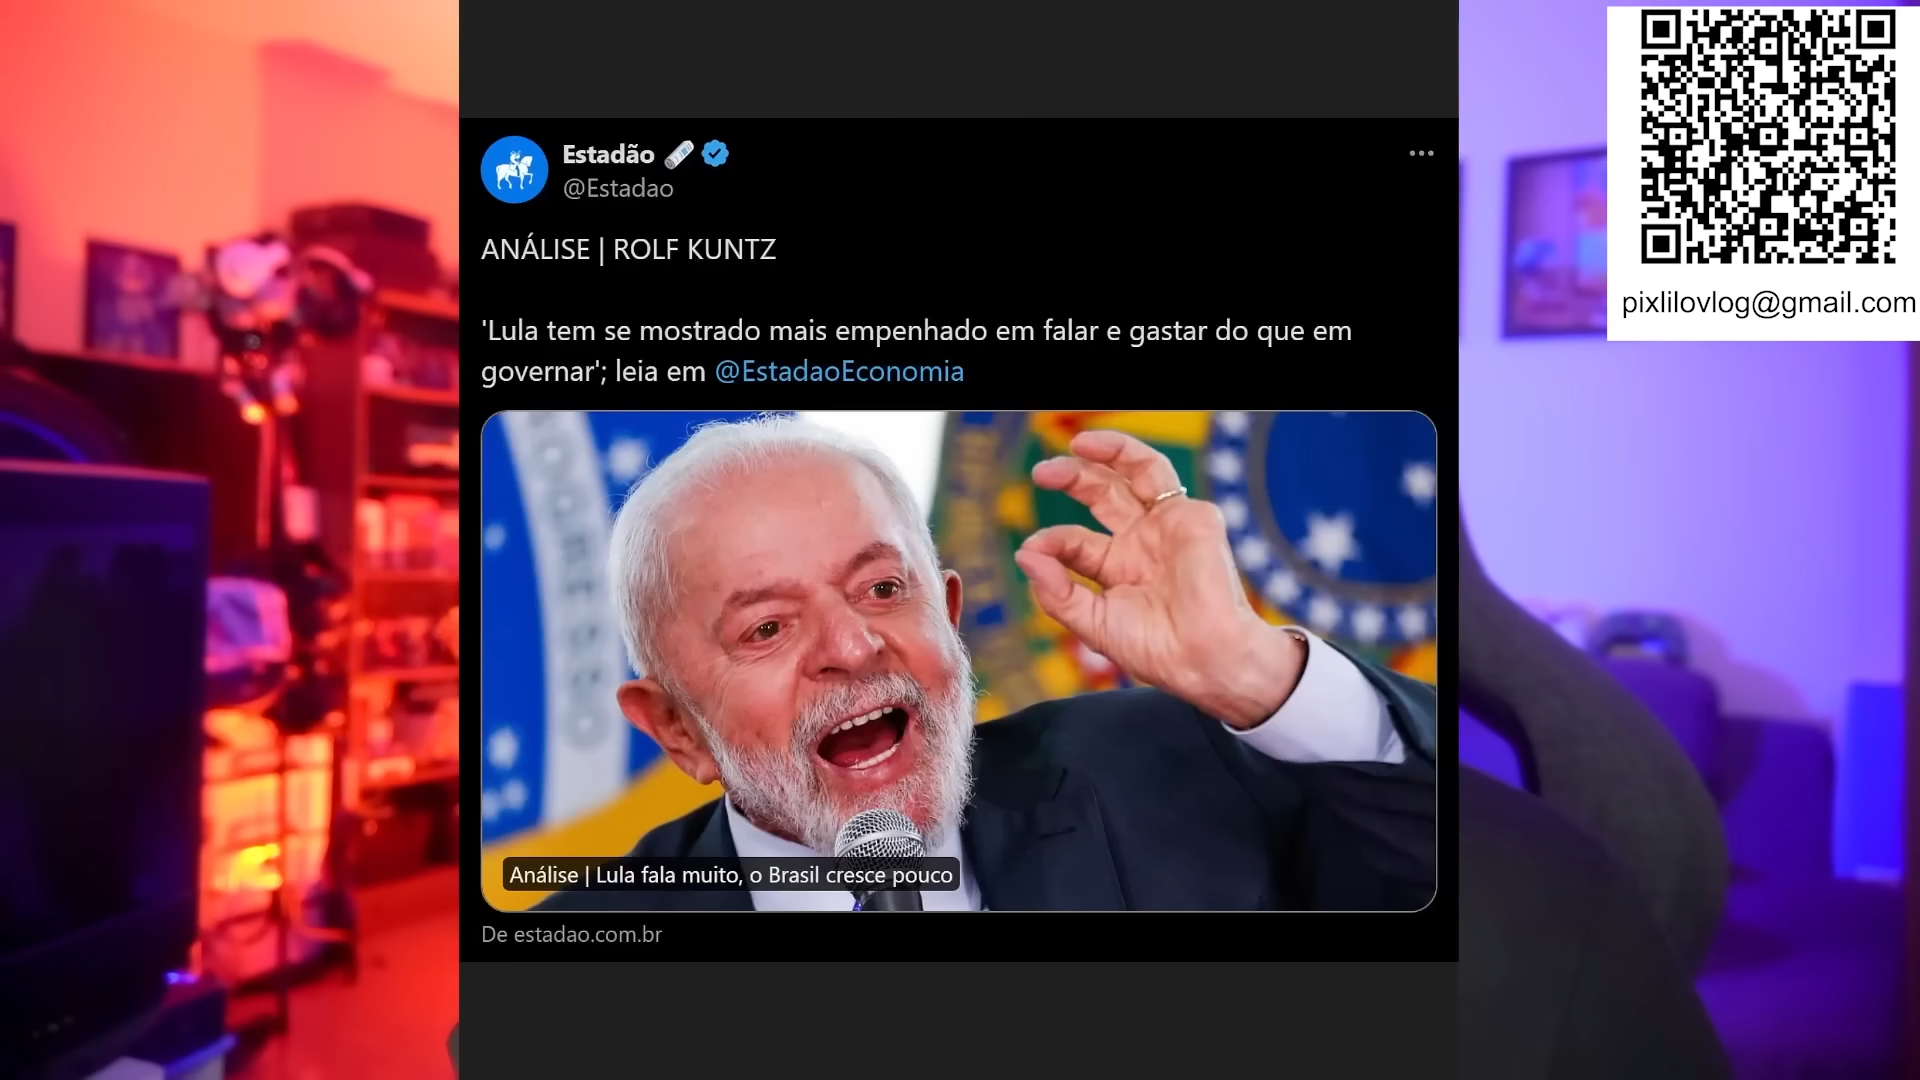 Estadão
@Estadao
ANÁLISE | ROLF KUNTZ
'Lula tem se mostrado mais empenhado em falar e gastar do que em
governar'; leia em @EstadaoEconomia
Análise | Lula fala muito, o Brasil cresce pouco
De estadao.com.br
pixlilovlog@gmail.com